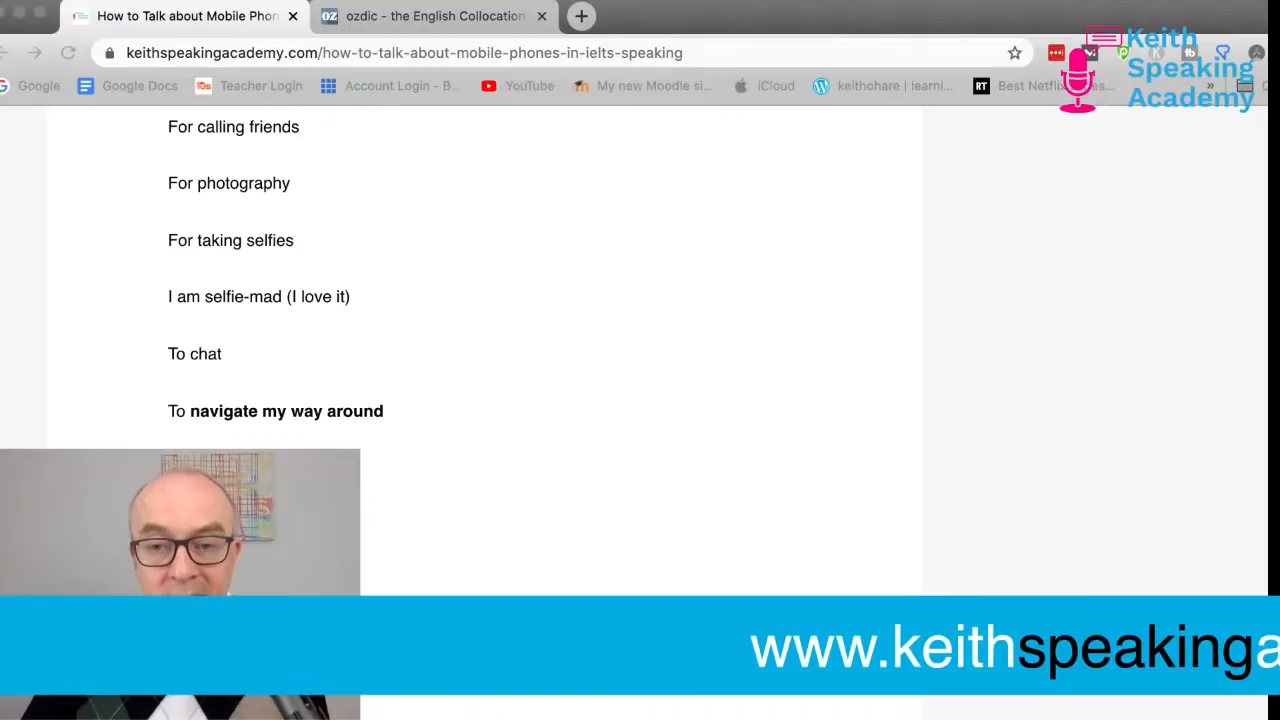 How to Talk about Mobile Phon
ozdic - the English Collocation
keithspeakingacademy.com/how-to-talk-about-mobile-phones-in-ielts-speaking
Google
Google Docs
Teacher Login
Account Login - B...
YouTube
My new Moodle si...
iCloud
keithohare | learni...
RT
Best Netfl
Keith
Speaking
Academy
For calling friends
For photography
For taking selfies
I am selfie-mad (I love it)
To chat
To navigate my way around
www.keithspeakinga